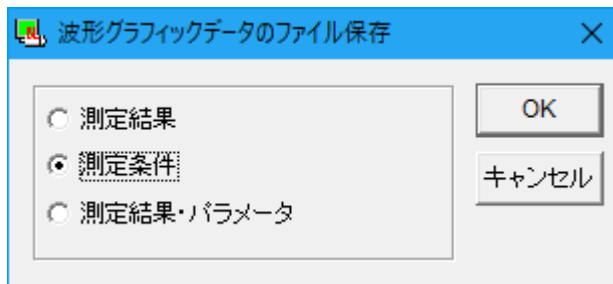 波形グラフィックデータのファイル保存
測定結果
測定条件
測定結果・パラメータ
OK
キャンセル